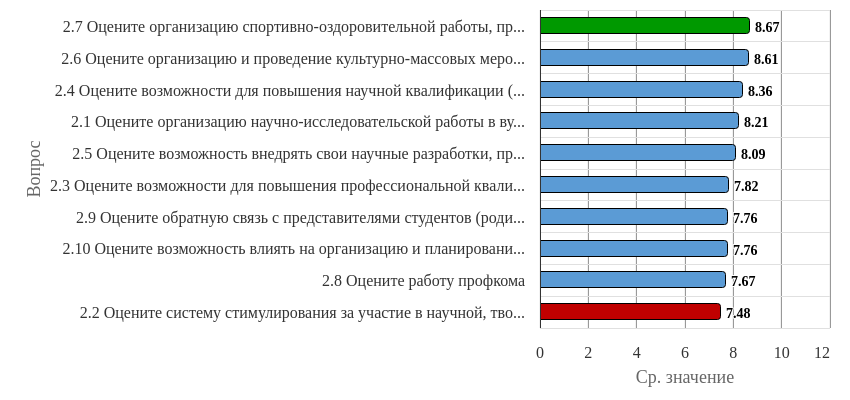 2.7 Оцените организацию спортивно-оздоровительной работы, пр... 8.67
2.6 Оцените организацию и проведение культурно-массовых меро... 8.61
2.4 Оцените возможности для повышения научной квалификации (... 8.36
2.1 Оцените организацию научно-исследовательской работы в ву... 8.21
2.5 Оцените возможность внедрять свои научные разработки, пр... 8.09
2.3 Оцените возможности для повышения профессиональной квали... 7.82
2.9 Оцените обратную связь с представителями студентов (роди... 7.76
2.10 Оцените возможность влиять на организацию и планировани... 7.76
2.8 Оцените работу профкома 7.67
2.2 Оцените систему стимулирования за участие в научной, тво... 7.48
Вопрос
0 2 4 6 8 10 12
Ср. значение